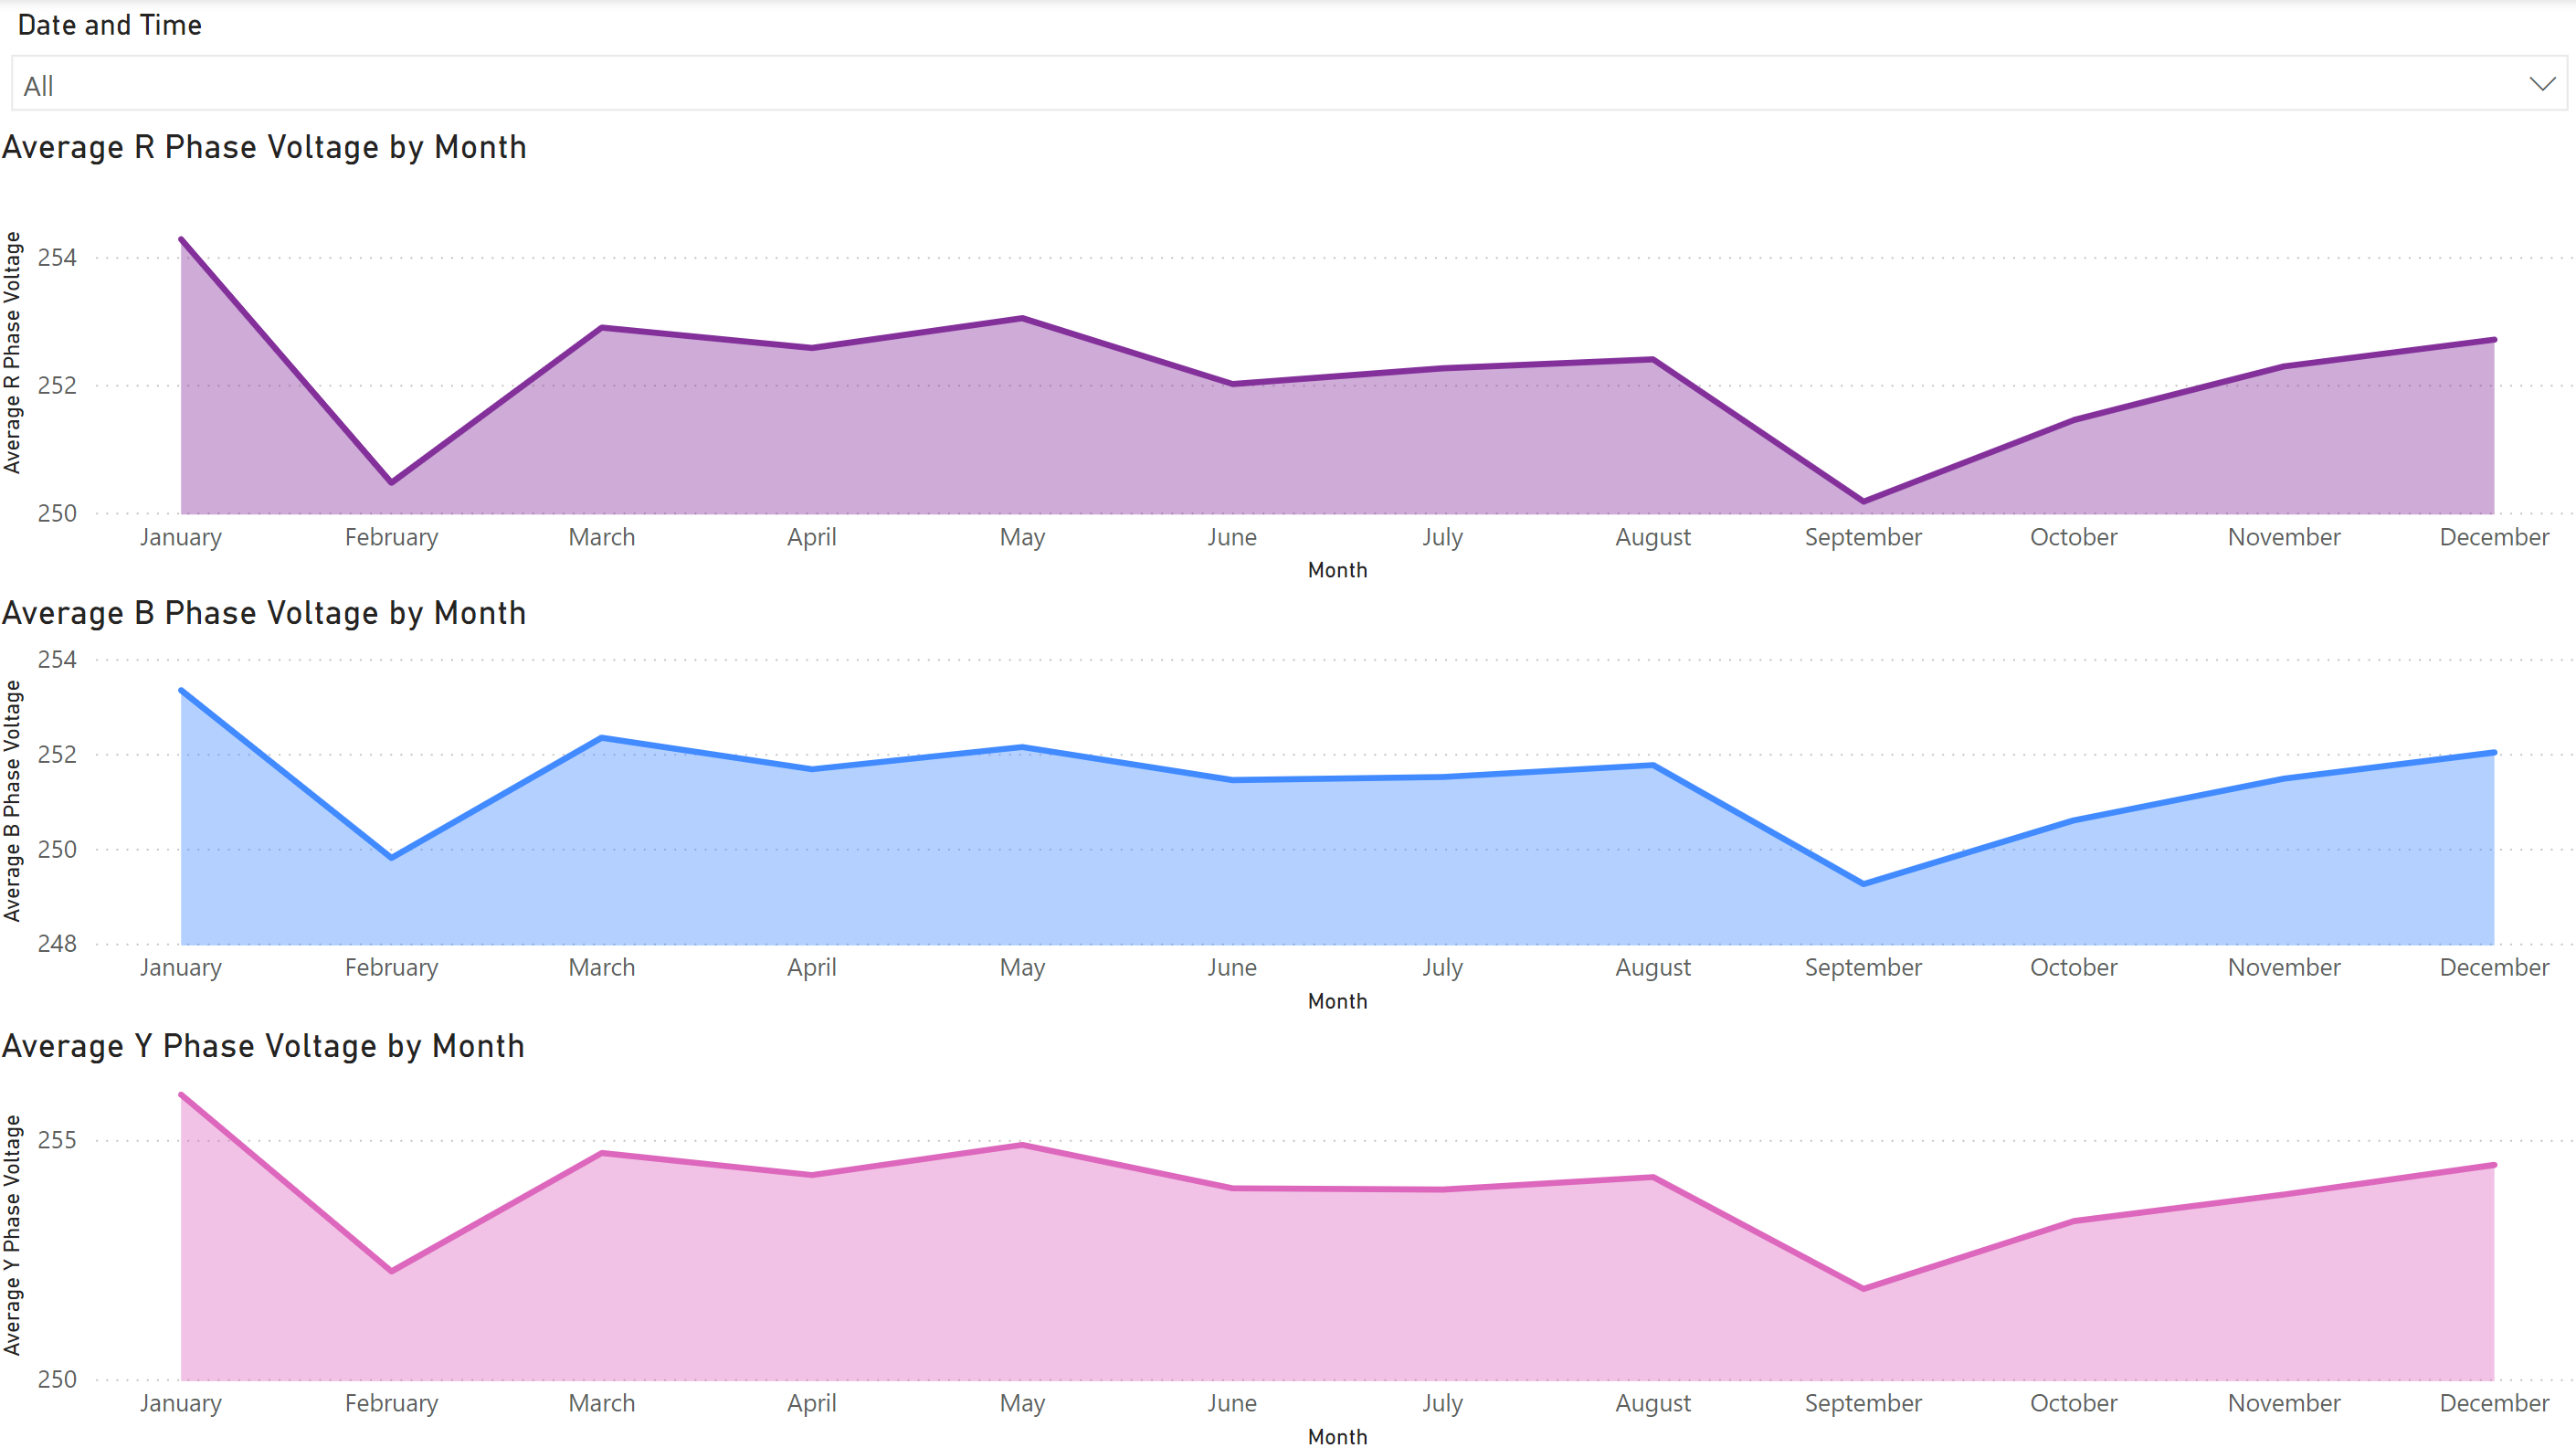 Date and Time
All
Average R Phase Voltage by Month
Average R Phase Voltage
254
252
250
January February March April May June July August September October November December
Month
Average B Phase Voltage by Month
Average B Phase Voltage
254
252
250
248
January February March April May June July August September October November December
Month
Average Y Phase Voltage by Month
Average Y Phase Voltage
255
250
January February March April May June July August September October November December
Month